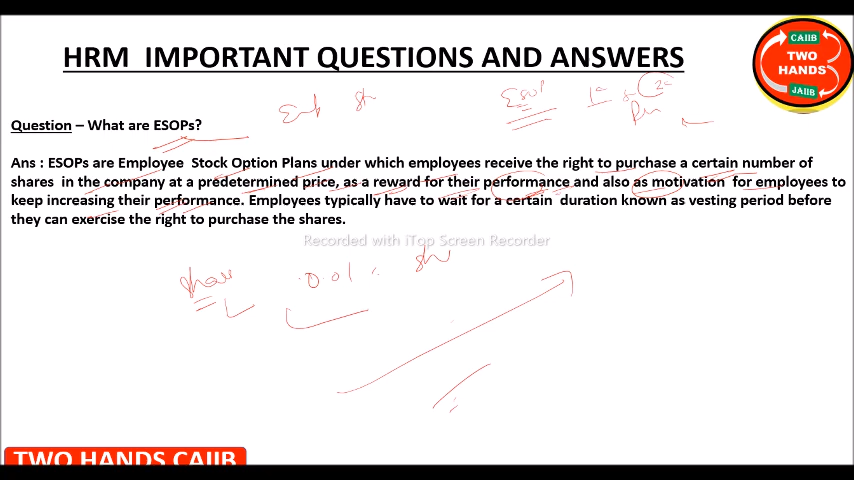 HRM IMPORTANT QUESTIONS AND ANSWERS
CAIIB
TWO
HANDS
JAIIB
Question – What are ESOPs?
Ans : ESOPs are Employee Stock Option Plans under which employees receive the right to purchase a certain number of
shares in the company at a predetermined price, as a reward for their performance and also as motivation for employees to
keep increasing their performance. Employees typically have to wait for a certain duration known as vesting period before
they can exercise the right to purchase the shares.
Recorded with iTop Screen Recorder
TWO HANDS CAIIB